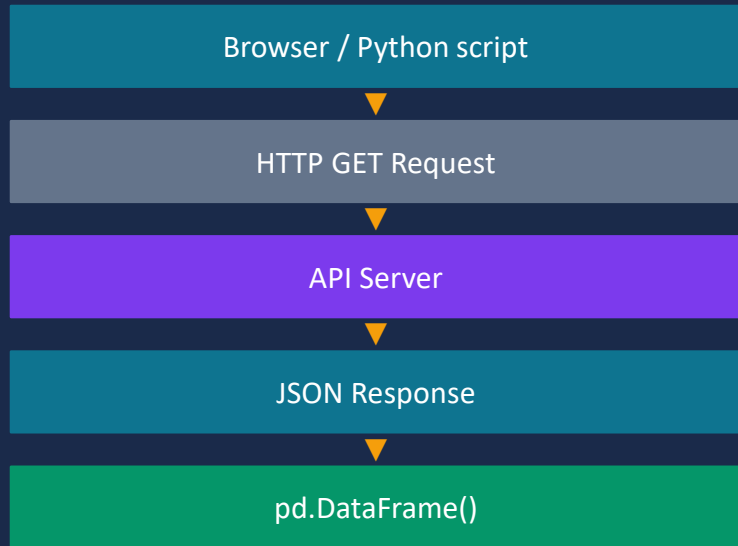 Browser / Python script
HTTP GET Request
API Server
JSON Response
pd.DataFrame()